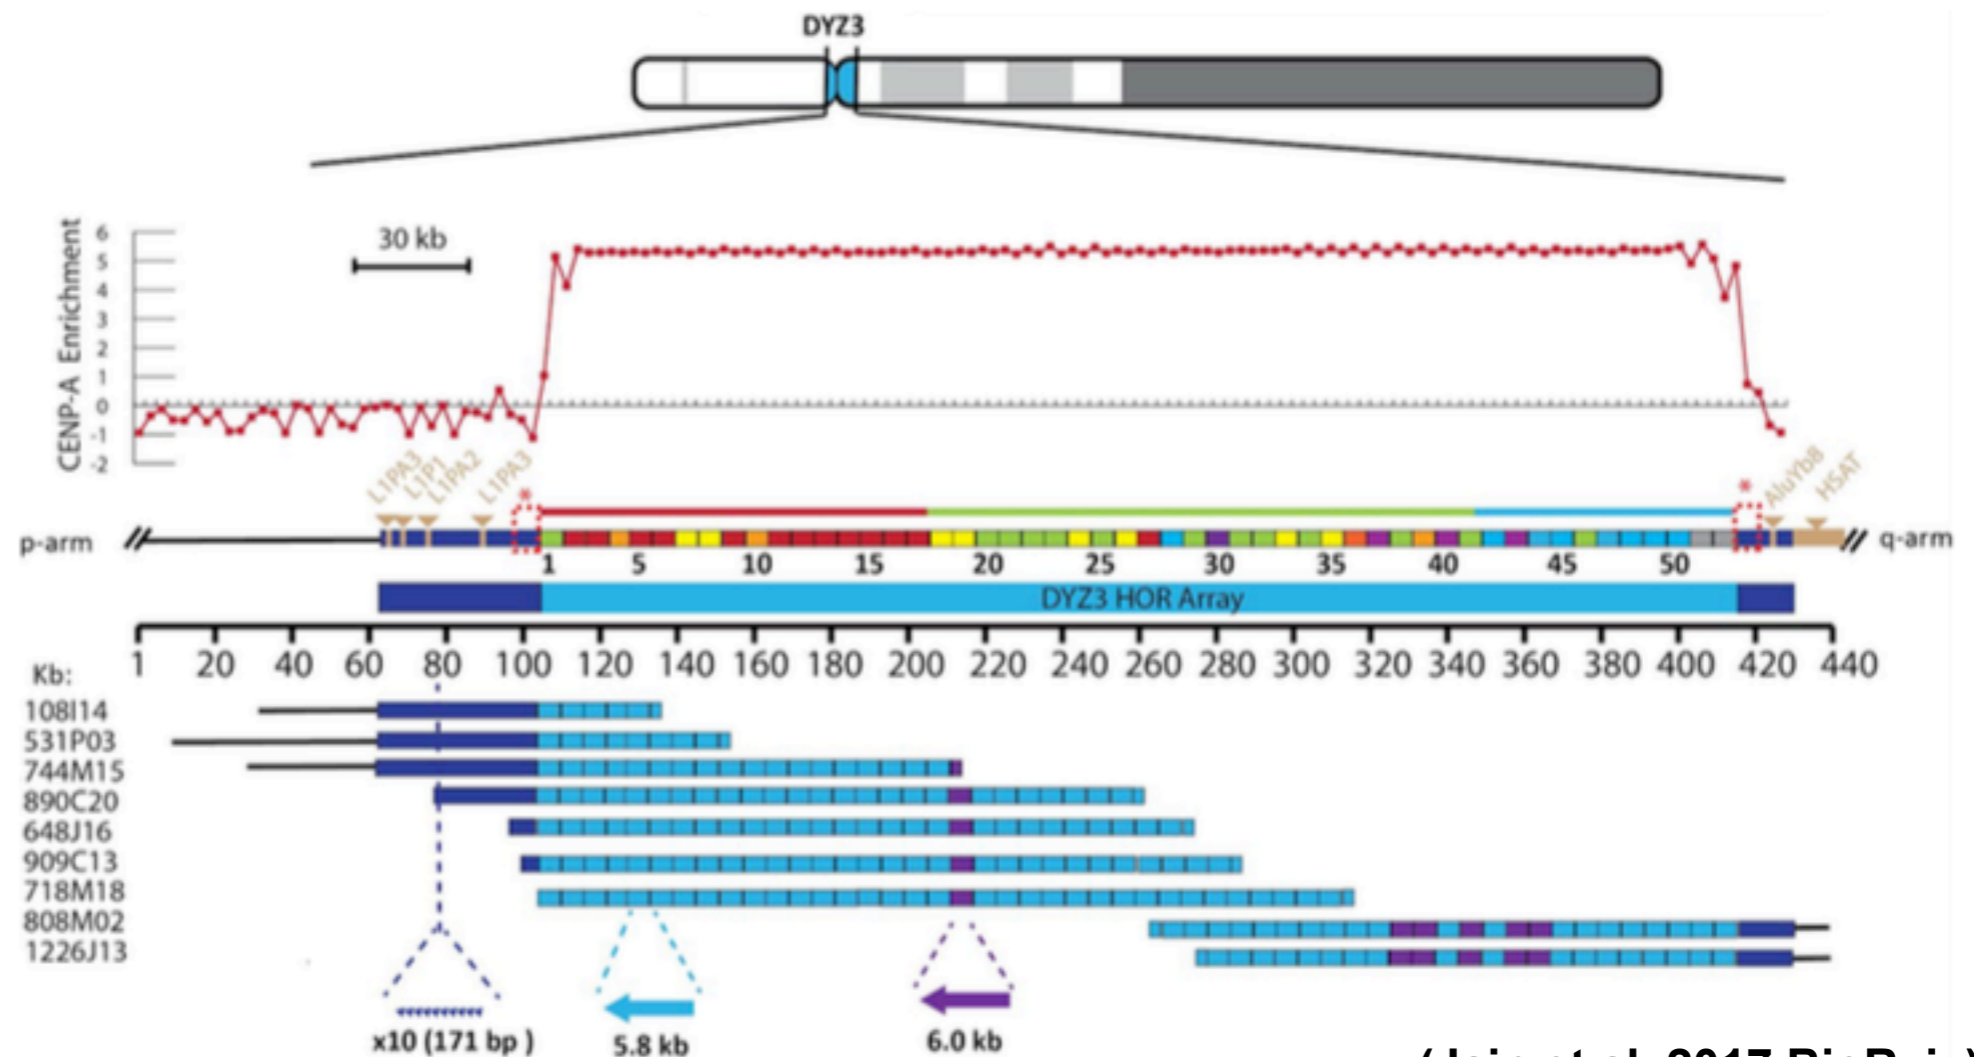 DYZ3
30 kb
CENP-A Enrichment
6
5
4
3
2
1
0
-1
-2
L1PA3
L1P1
L1PA2
L1PA3
*
*
AluYb8
HSAT
p-arm
q-arm
1 5 10 15 20 25 30 35 40 45 50
DYZ3 HOR Array
1 20 40 60 80 100 120 140 160 180 200 220 240 260 280 300 320 340 360 380 400 420 440
Kb:
108I14
531P03
744M15
890C20
648J16
909C13
718M18
808M02
1226J13
x10 (171 bp )
5.8 kb
6.0 kb